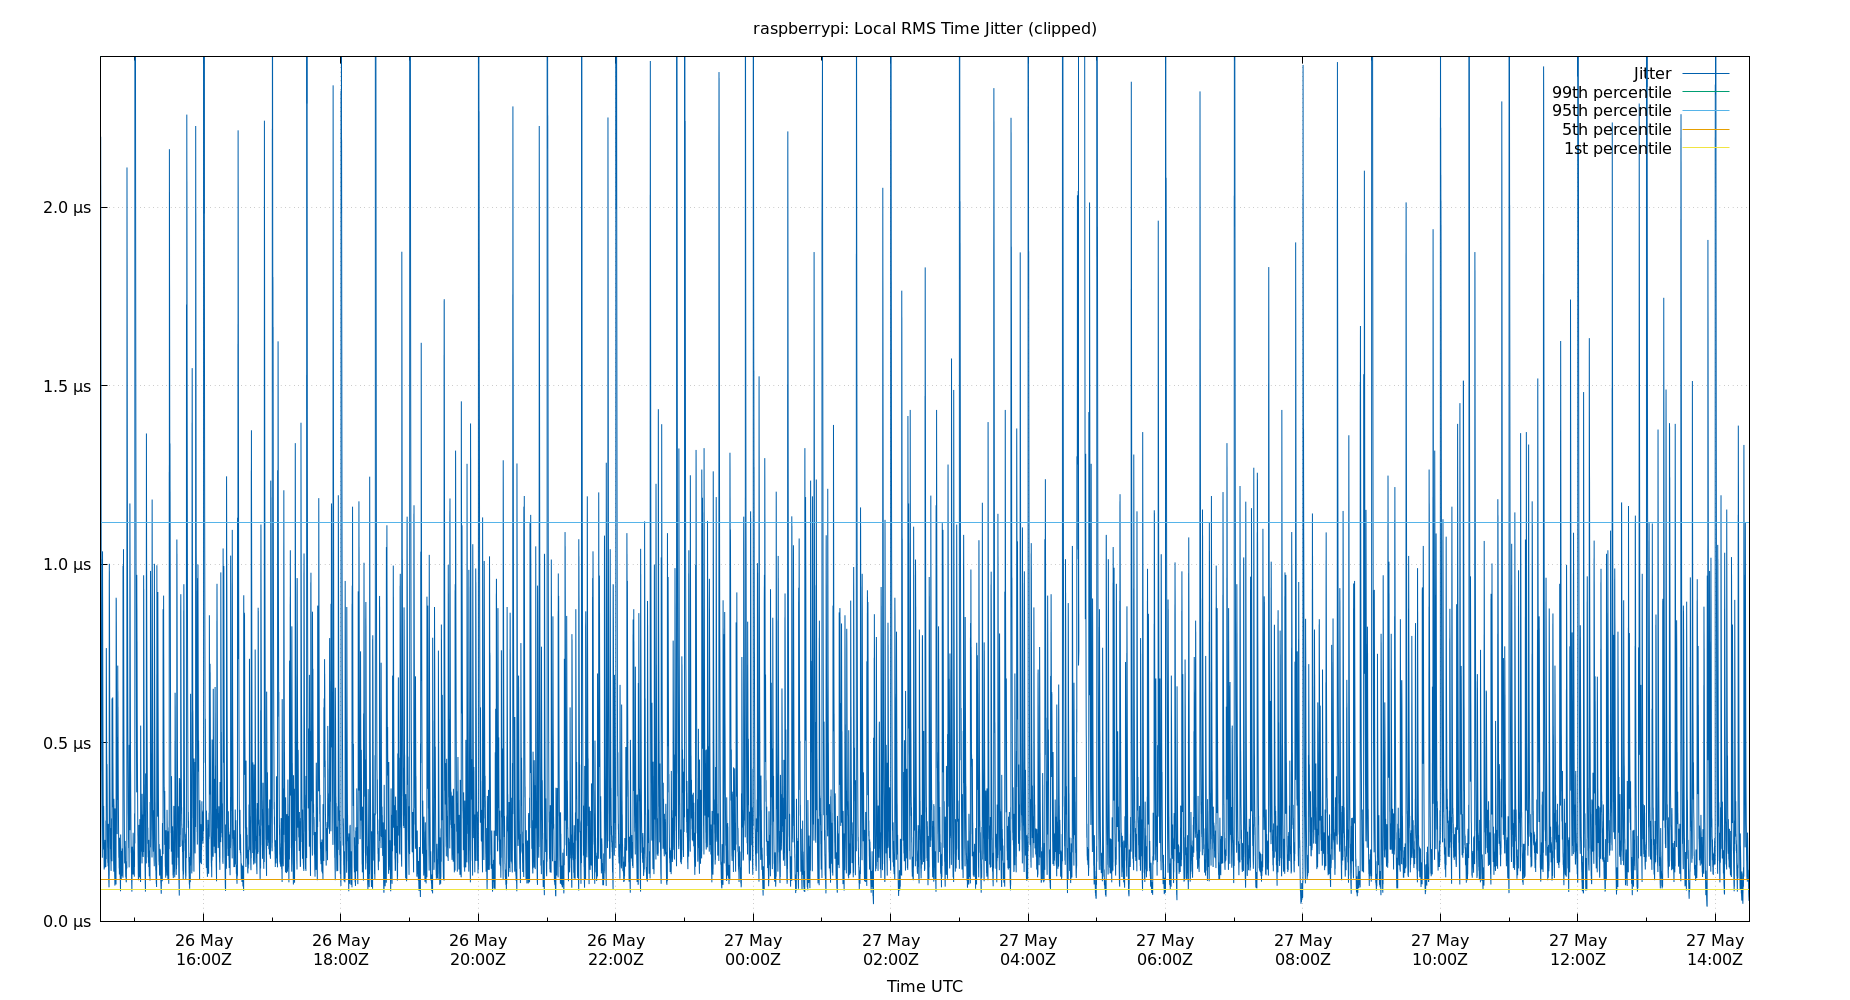 raspberrypi: Local RMS Time Jitter (clipped)
Jitter
99th percentile
95th percentile
5th percentile
1st percentile
2.0 µs
1.5 µs
1.0 µs
0.5 µs
0.0 µs
26 May 26 May 26 May 26 May 27 May 27 May 27 May 27 May 27 May 27 May 27 May 27 May
16:00Z 18:00Z 20:00Z 22:00Z 00:00Z 02:00Z 04:00Z 06:00Z 08:00Z 10:00Z 12:00Z 14:00Z
Time UTC